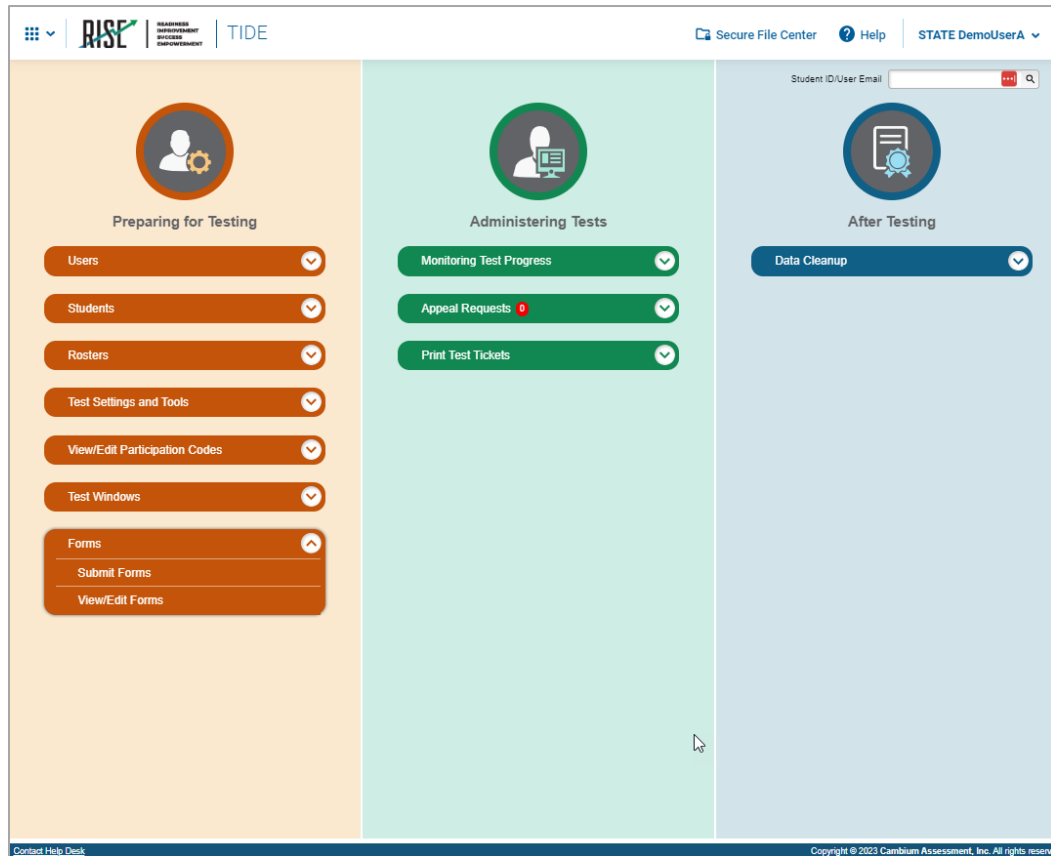 RISE
READINESS
IMPROVEMENT
SUCCESS
EMPOWERMENT
TIDE
Secure File Center
Help
STATE DemoUserA
Student ID/User Email
Preparing for Testing
Users
Students
Rosters
Test Settings and Tools
View/Edit Participation Codes
Test Windows
Forms
Submit Forms
View/Edit Forms
Administering Tests
Monitoring Test Progress
Appeal Requests 0
Print Test Tickets
After Testing
Data Cleanup
Contact Help Desk
Copyright © 2023 Cambium Assessment, Inc. All rights reserv